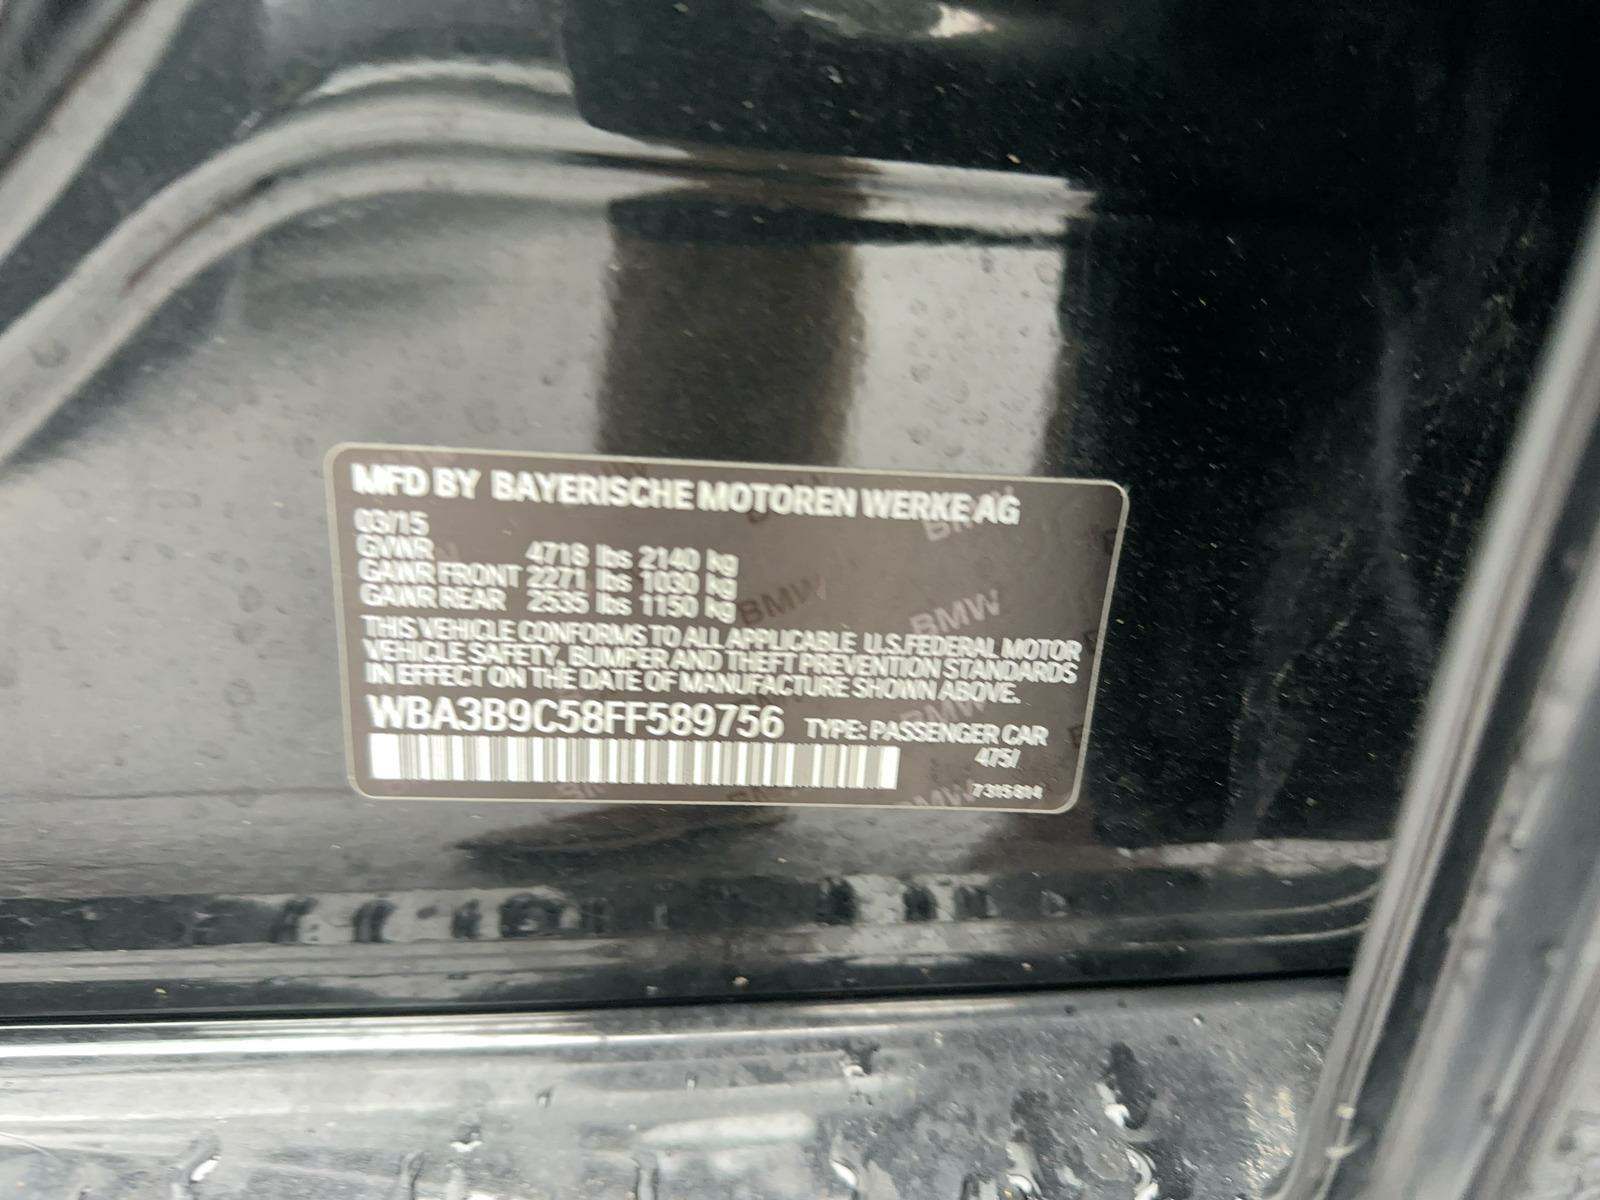 MFD BY BAYERISCHE MOTOREN WERKE AG
03/15
GVWR 4718 lbs 2140 kg
GAWR FRONT 2271 lbs 1030 kg
GAWR REAR 2535 lbs 1150 kg
THIS VEHICLE CONFORMS TO ALL APPLICABLE U.S. FEDERAL MOTOR
VEHICLE SAFETY, BUMPER AND THEFT PREVENTION STANDARDS
IN EFFECT ON THE DATE OF MANUFACTURE SHOWN ABOVE.
WBA3B9C58FF589756 TYPE: PASSENGER CAR
475/
7315814